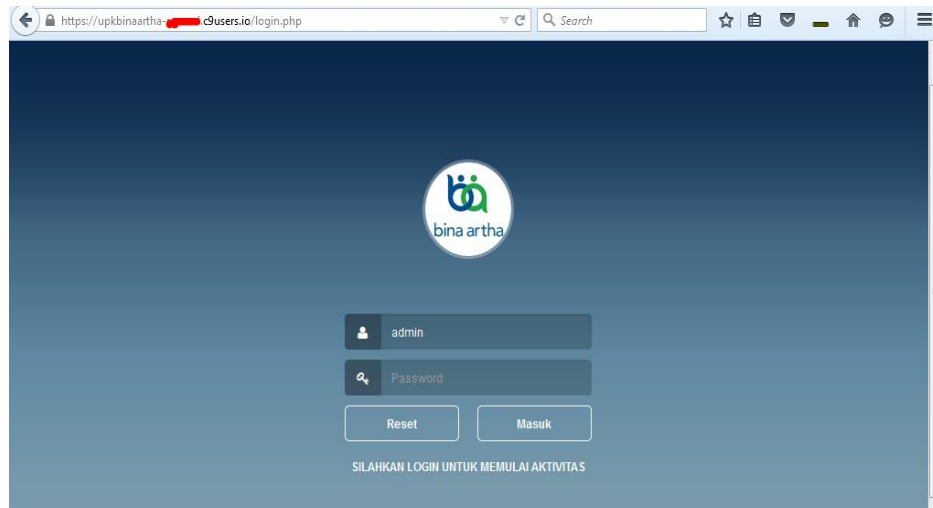 https://upkbinaartha-.c9users.io/login.php Search
bina artha
admin
Password
Reset Masuk
SILAHKAN LOGIN UNTUK MEMULAI AKTIVITAS